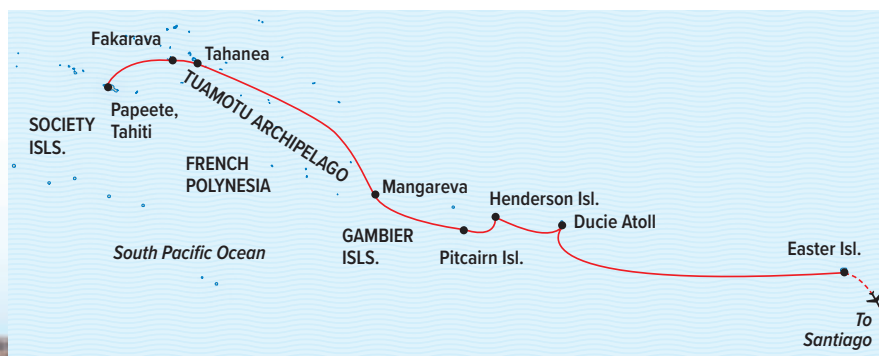 Fakarava
Tahanea
Papeete,
Tahiti
SOCIETY
ISLS.
TUAMOTU ARCHIPELAGO
FRENCH
POLYNESIA
Mangareva
Henderson Isl.
Ducie Atoll
GAMBIER
ISLS.
Pitcairn Isl.
South Pacific Ocean
Easter Isl.
To
Santiago